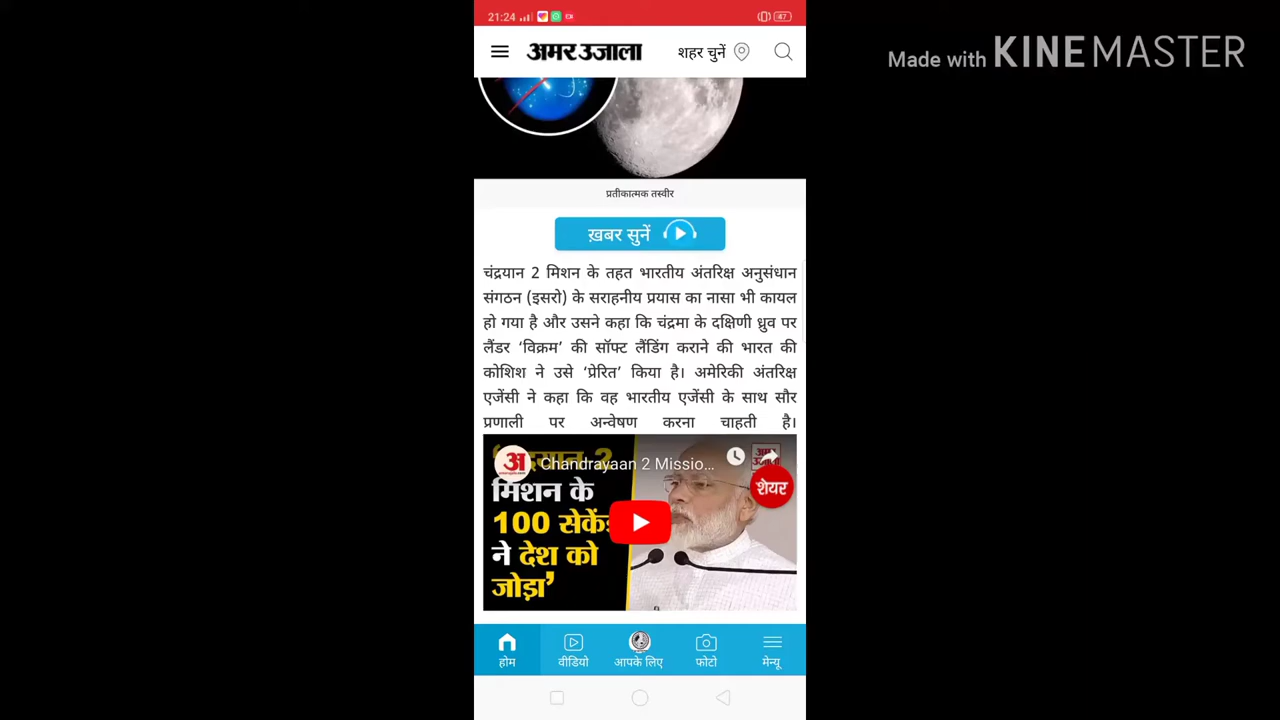 21:24
47
Made with KINEMASTER
अमर उजाला
शहर चुनें
प्रतीकात्मक तस्वीर
ख़बर सुनें
चंद्रयान 2 मिशन के तहत भारतीय अंतरिक्ष अनुसंधान
संगठन (इसरो) के सराहनीय प्रयास का नासा भी कायल
हो गया है और उसने कहा कि चंद्रमा के दक्षिणी ध्रुव पर
लैंडर ‘विक्रम’ की सॉफ्ट लैंडिंग कराने की भारत की
कोशिश ने उसे ‘प्रेरित’ किया है। अमेरिकी अंतरिक्ष
एजेंसी ने कहा कि वह भारतीय एजेंसी के साथ सौर
प्रणाली पर अन्वेषण करना चाहती है।
Chandrayaan 2 Missio...
मिशन के
100
ने देश को
जोड़ा’
शेयर
होम
वीडियो
आपके लिए
फोटो
मेन्यू